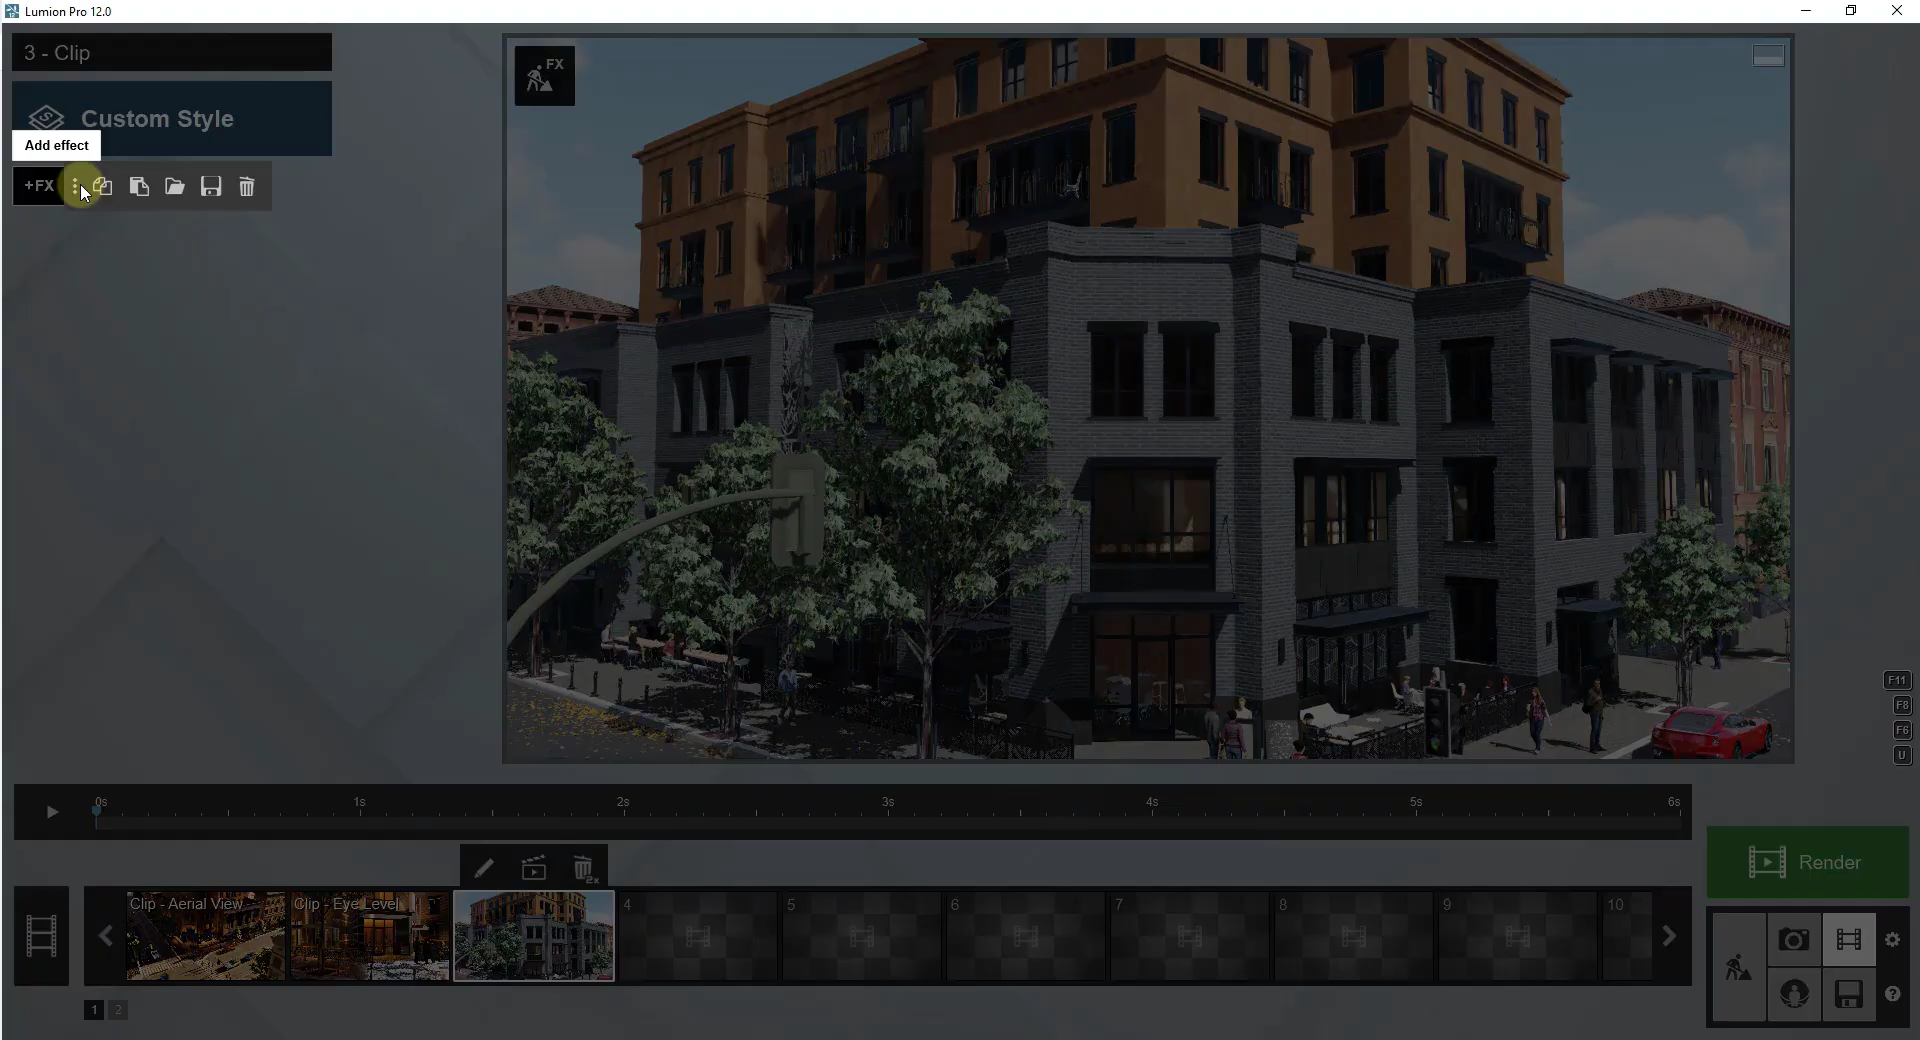 Lumion Pro 12.0
3 - Clip
Custom Style
Add effect
+FX
FX
F11
F8
F6
U
0s 1s 2s 3s 4s 5s 6s
Render
Clip - Aerial View
Clip - Eye Level
4 5 6 7 8 9 10
2x
1 2